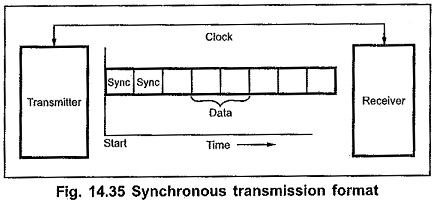 Clock
Transmitter
Sync Sync
Data
Receiver
Start Time
Fig. 14.35 Synchronous transmission format